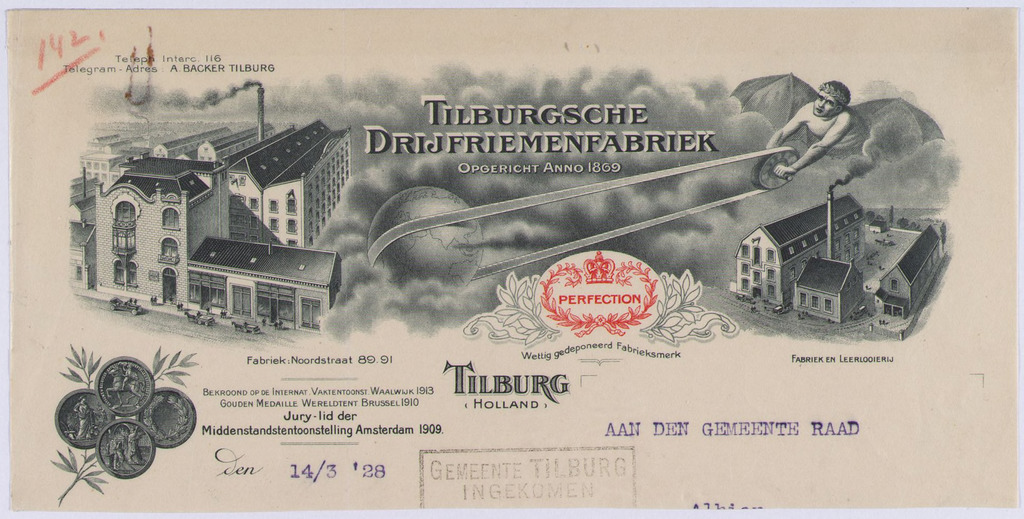 142.
Teleph. Interc. 116
Telegram-Adres: A. BACKER TILBURG
TILBURGSCHE
DRIJFRIEMENFABRIEK
OPGERICHT ANNO 1869
PERFECTION
Wettig gedeponeerd Fabrieksmerk
Fabriek: Noordstraat 89.91
FABRIEK EN LEERLOOIERIJ
BEKROOND OP DE INTERNAT. VAKTENTOONST. WAALWIJK 1913
GOUDEN MEDAILLE WERELDTENT BRUSSEL 1910
Jury-lid der
Middenstandstentoonstelling Amsterdam 1909.
TILBURG
(HOLLAND)
AAN DEN GEMEENTE RAAD
Den 14/3 '28
GEMEENTE TILBURG
INGEKOMEN